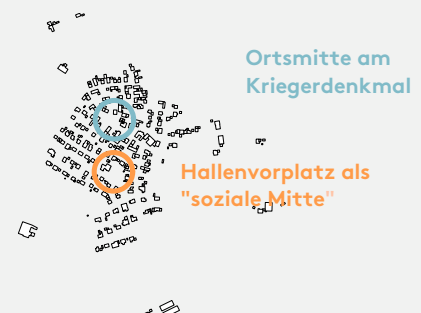 Ortsmitte am
Kriegerdenkmal
Hallenvorplatz als
"soziale Mitte"